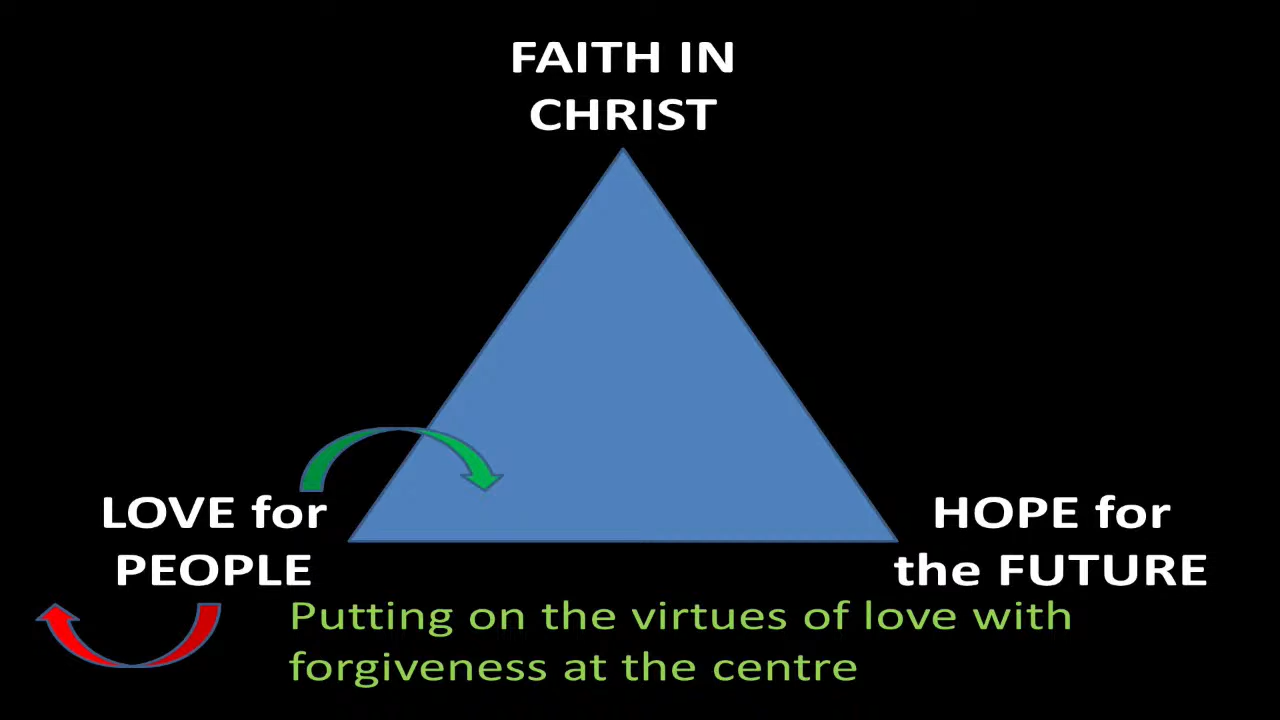 FAITH IN
CHRIST
LOVE for
PEOPLE
HOPE for
the FUTURE
Putting on the virtues of love with
forgiveness at the centre